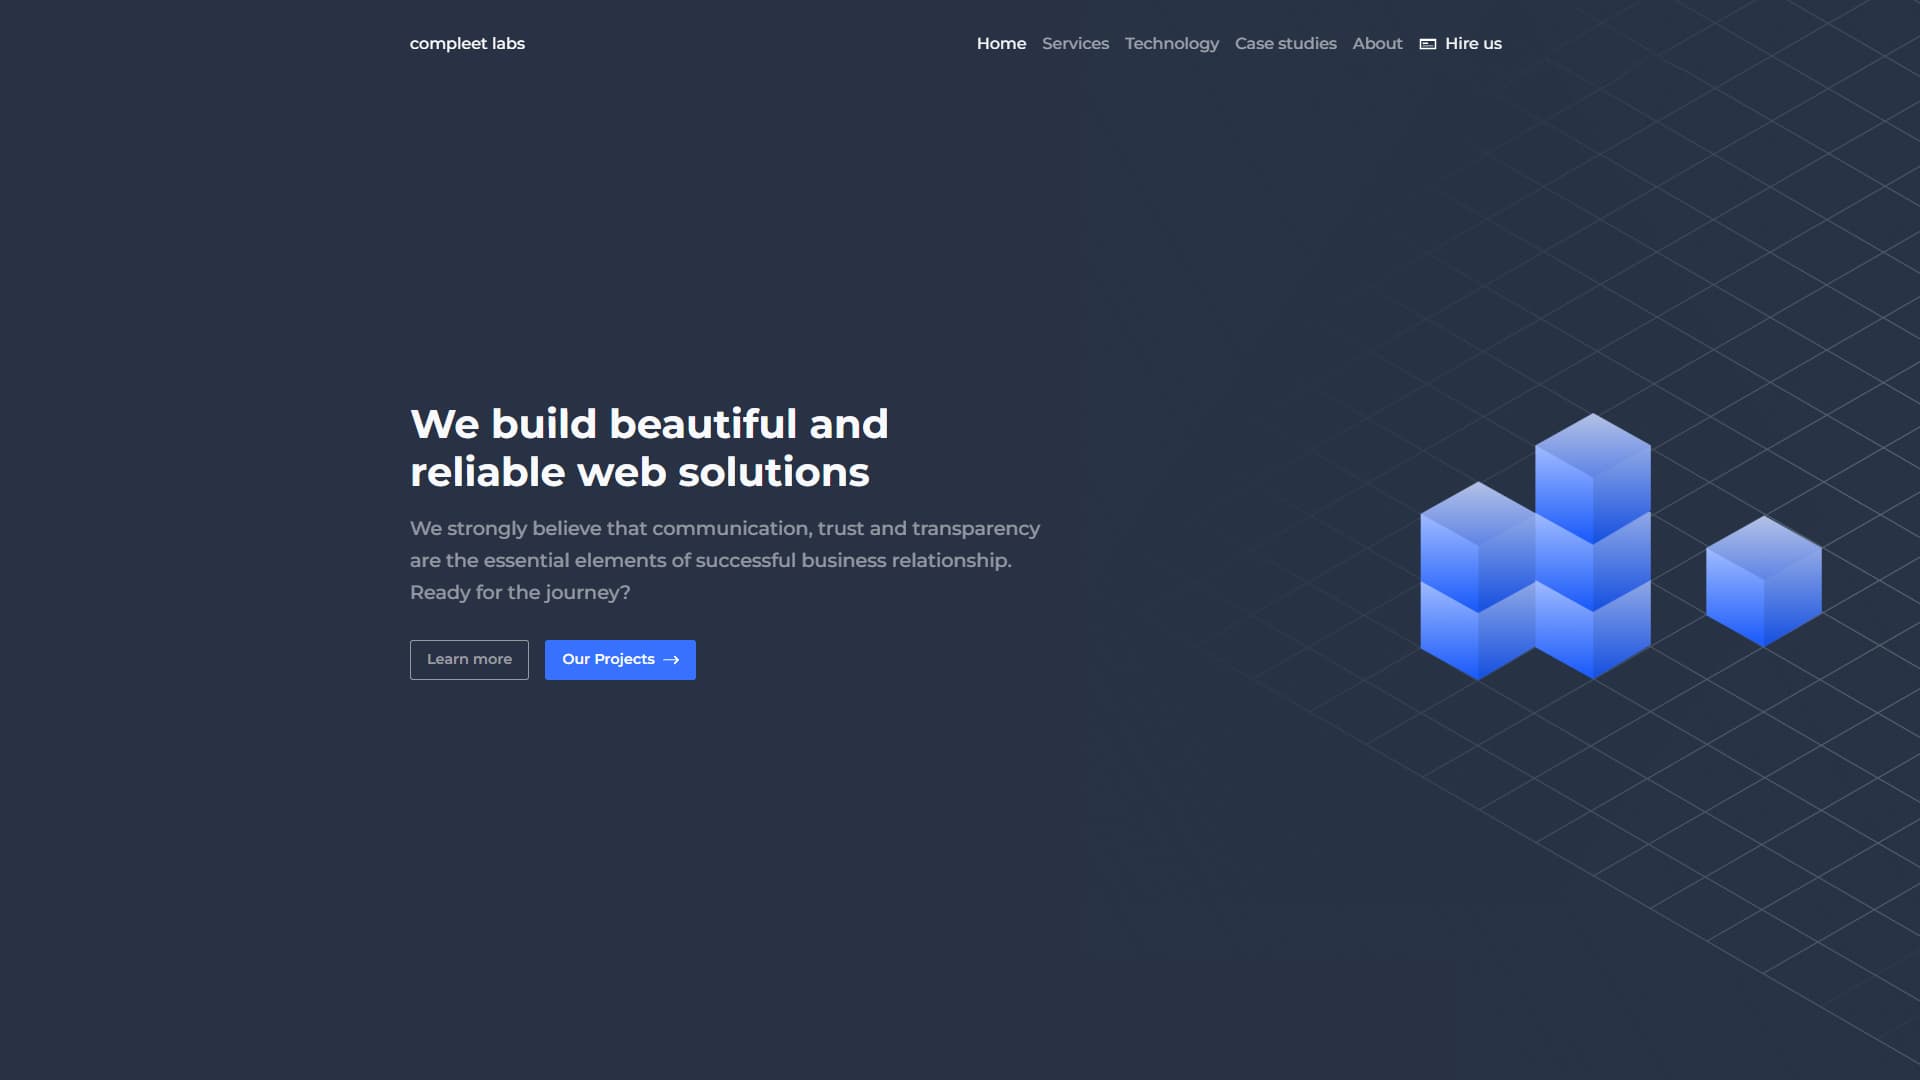 compleet labs
Home Services Technology Case studies About Hire us
We build beautiful and
reliable web solutions
We strongly believe that communication, trust and transparency
are the essential elements of successful business relationship.
Ready for the journey?
Learn more Our Projects